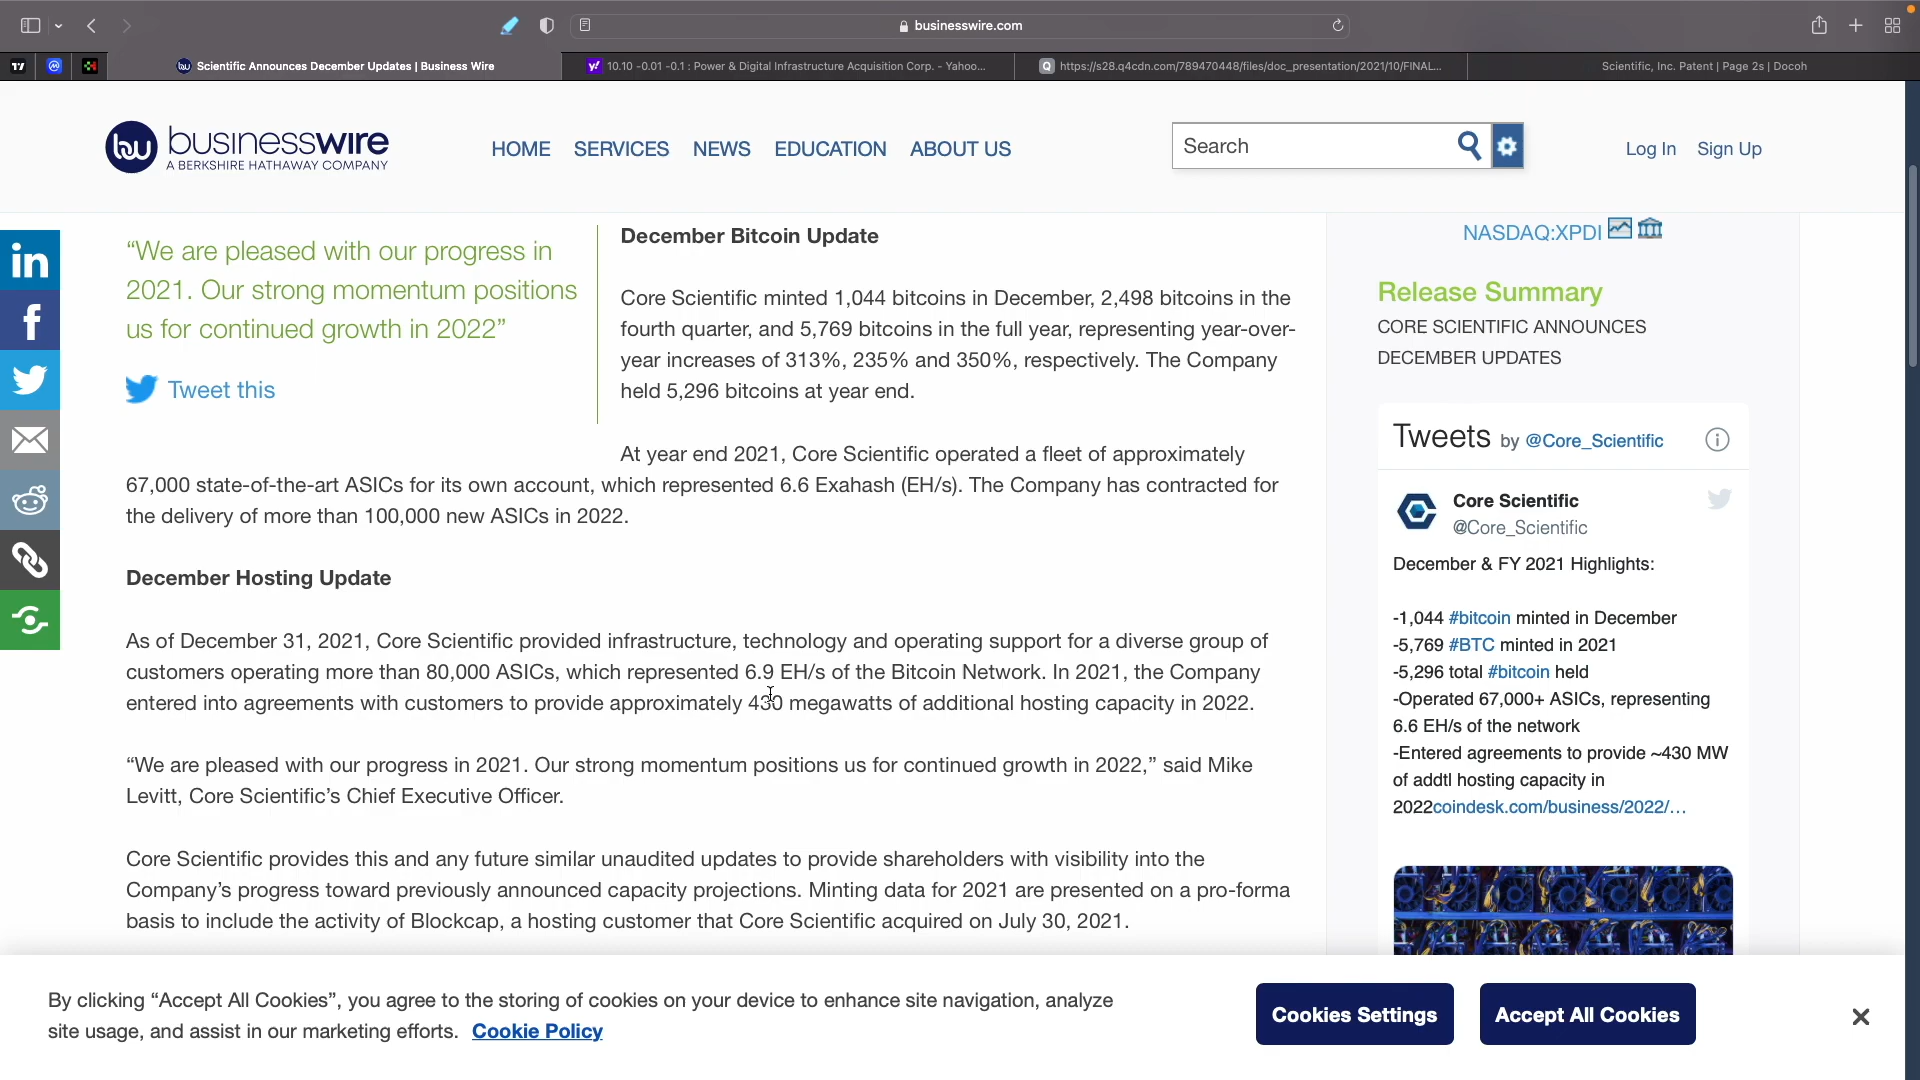 businesswire.com
Scientific Announces December Updates | Business Wire
10.10 -0.01 -0.1 : Power & Digital Infrastructure Acquisition Corp. - Yahoo...
https://s28.q4cdn.com/789470448/files/doc_presentation/2021/10/FINAL...
Scientific, Inc. Patent | Page 2s | Docoh
bw businesswire
A BERKSHIRE HATHAWAY COMPANY
HOME SERVICES NEWS EDUCATION ABOUT US
Search
Log In Sign Up
“We are pleased with our progress in
2021. Our strong momentum positions
us for continued growth in 2022”
Tweet this
December Bitcoin Update
Core Scientific minted 1,044 bitcoins in December, 2,498 bitcoins in the
fourth quarter, and 5,769 bitcoins in the full year, representing year-over-
year increases of 313%, 235% and 350%, respectively. The Company
held 5,296 bitcoins at year end.
At year end 2021, Core Scientific operated a fleet of approximately
67,000 state-of-the-art ASICs for its own account, which represented 6.6 Exahash (EH/s). The Company has contracted for
the delivery of more than 100,000 new ASICs in 2022.
December Hosting Update
As of December 31, 2021, Core Scientific provided infrastructure, technology and operating support for a diverse group of
customers operating more than 80,000 ASICs, which represented 6.9 EH/s of the Bitcoin Network. In 2021, the Company
entered into agreements with customers to provide approximately 430 megawatts of additional hosting capacity in 2022.
“We are pleased with our progress in 2021. Our strong momentum positions us for continued growth in 2022,” said Mike
Levitt, Core Scientific’s Chief Executive Officer.
Core Scientific provides this and any future similar unaudited updates to provide shareholders with visibility into the
Company’s progress toward previously announced capacity projections. Minting data for 2021 are presented on a pro-forma
basis to include the activity of Blockcap, a hosting customer that Core Scientific acquired on July 30, 2021.
NASDAQ:XPDI
Release Summary
CORE SCIENTIFIC ANNOUNCES
DECEMBER UPDATES
Tweets by @Core_Scientific
Core Scientific
@Core_Scientific
December & FY 2021 Highlights:
-1,044 #bitcoin minted in December
-5,769 #BTC minted in 2021
-5,296 total #bitcoin held
-Operated 67,000+ ASICs, representing
6.6 EH/s of the network
-Entered agreements to provide ~430 MW
of addtl hosting capacity in
2022coindesk.com/business/2022/…
By clicking “Accept All Cookies”, you agree to the storing of cookies on your device to enhance site navigation, analyze
site usage, and assist in our marketing efforts. Cookie Policy
Cookies Settings
Accept All Cookies